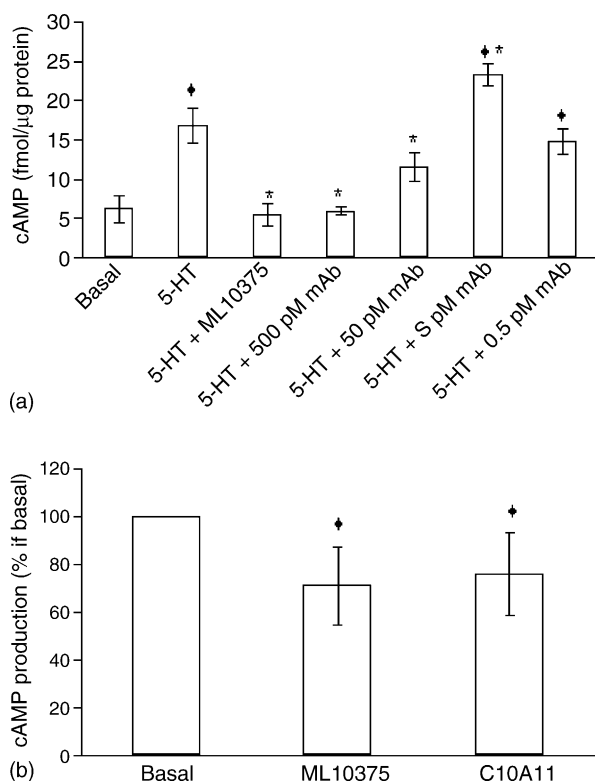 cAMP (fmol/μg protein)
30
25
20
15
10
5
0
Basal
5-HT
5-HT + ML10375
5-HT + 500 pM mAb
5-HT + 50 pM mAb
5-HT + S pM mAb
5-HT + 0.5 pM mAb
(a)
cAMP production (% if basal)
120
100
80
60
40
20
0
Basal
ML10375
C10A11
(b)